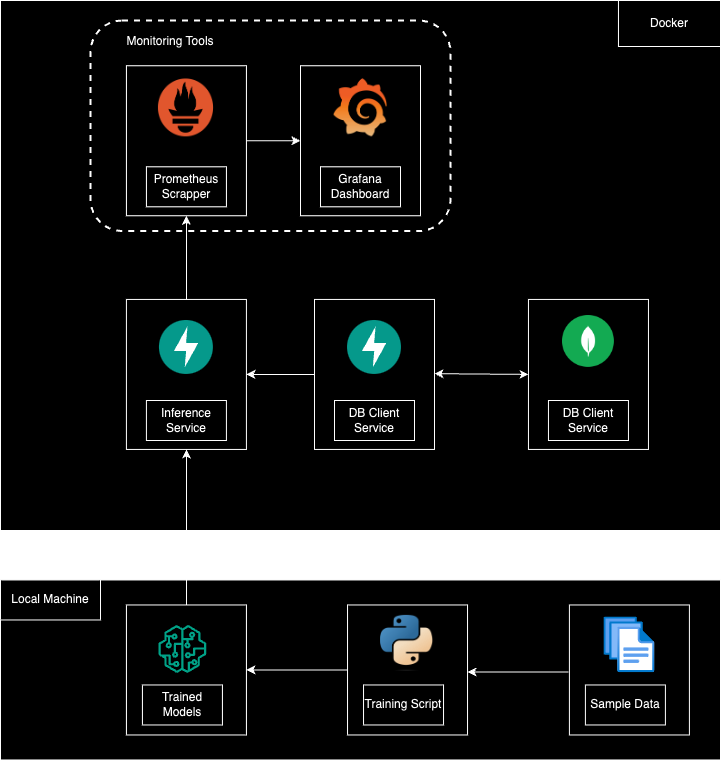 Docker
Monitoring Tools
Prometheus
Scrapper
Grafana
Dashboard
Inference
Service
DB Client
Service
DB Client
Service
Local Machine
Trained
Models
Training Script
Sample Data